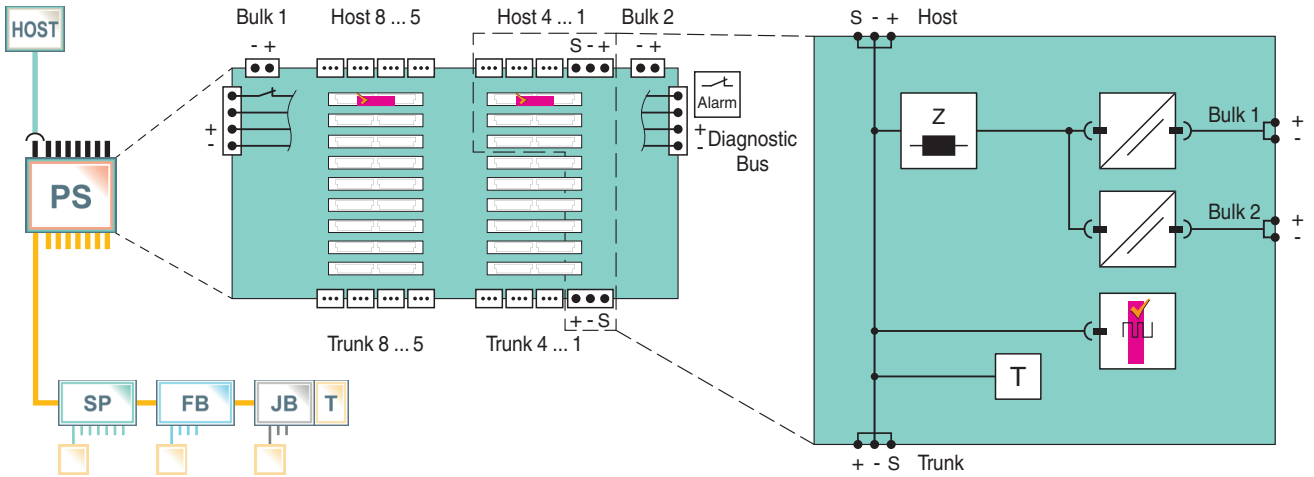 HOST
Bulk 1
Host 8 ... 5
Host 4 ... 1
Bulk 2
- +
S - +
- +
+
-
Alarm
+
-
Diagnostic
Bus
PS
+ - S
Trunk 8 ... 5
Trunk 4 ... 1
SP
FB
JB
T
S - +
Host
Z
Bulk 1
+
-
Bulk 2
+
-
T
+ - S
Trunk